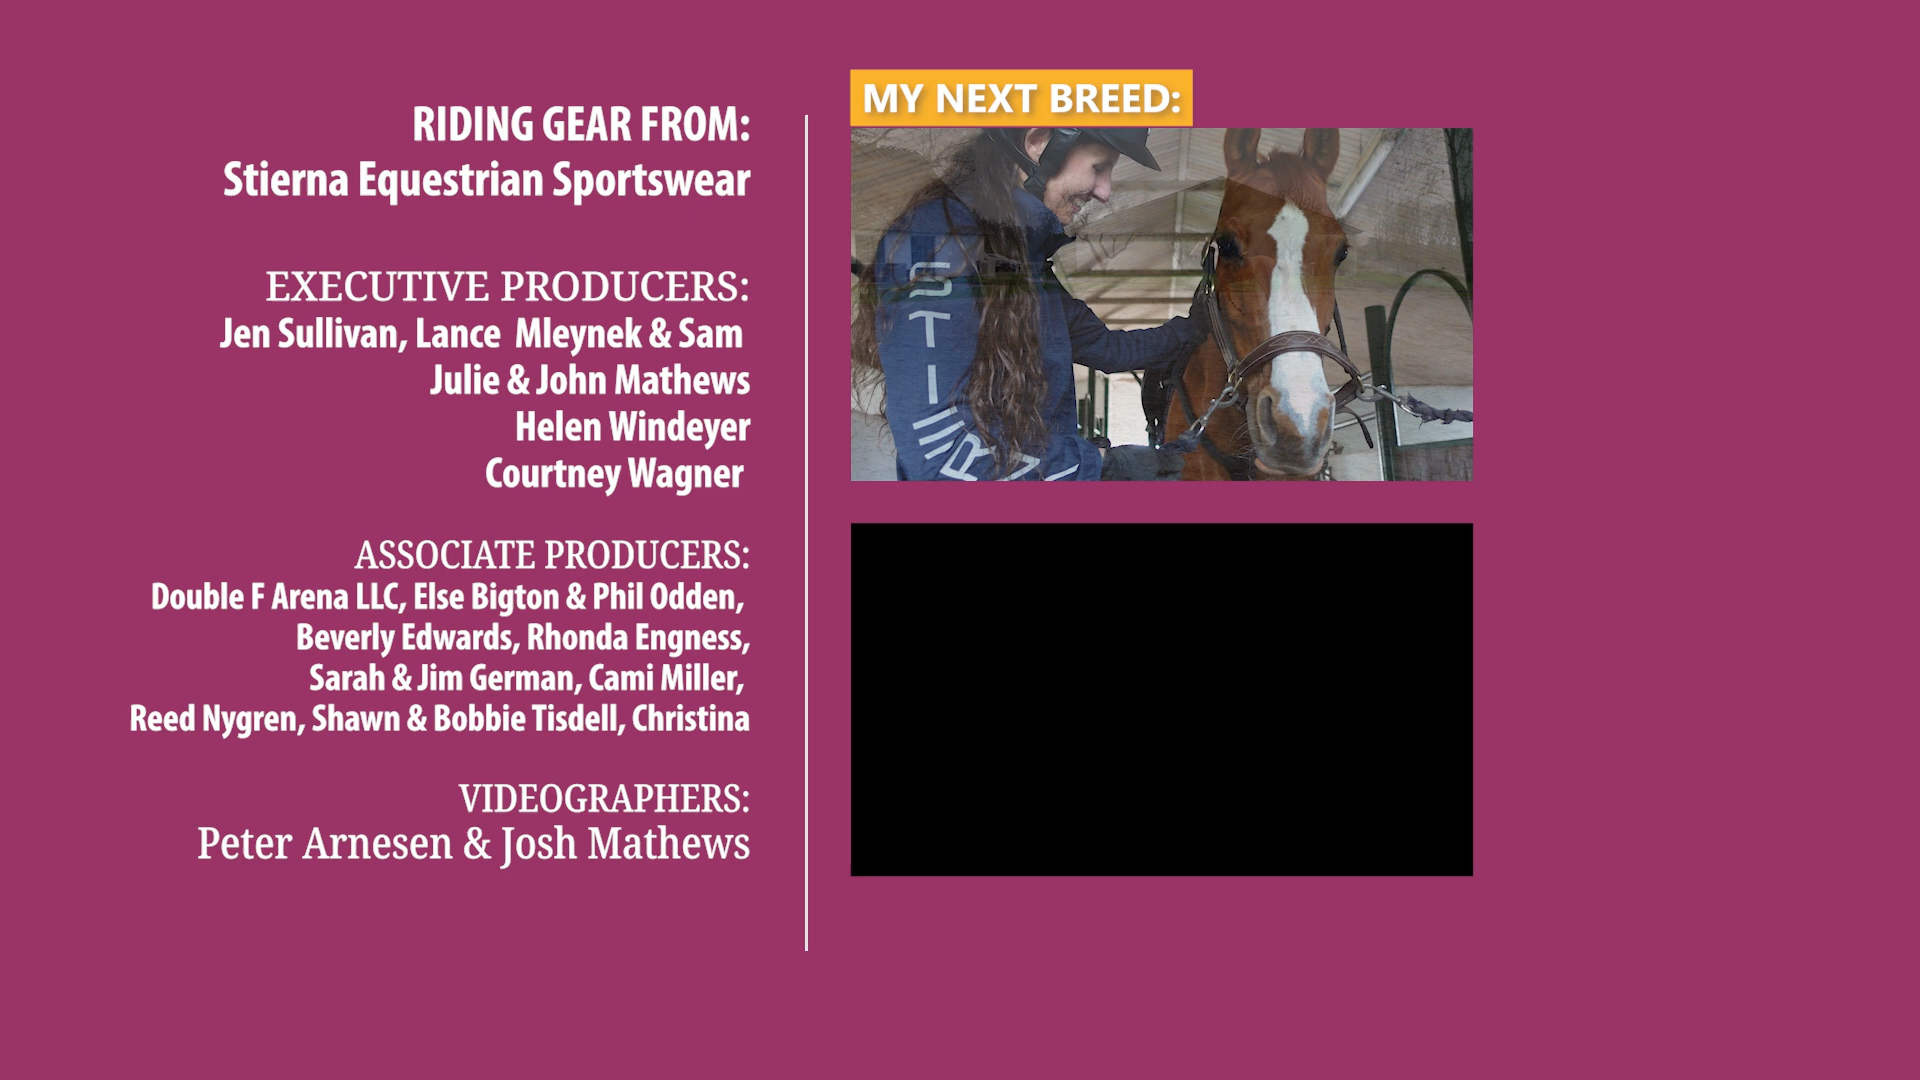 RIDING GEAR FROM:
Stierna Equestrian Sportswear
EXECUTIVE PRODUCERS:
Jen Sullivan, Lance Mleynek & Sam
Julie & John Mathews
Helen Windeyer
Courtney Wagner
ASSOCIATE PRODUCERS:
Double F Arena LLC, Else Bigton & Phil Odden,
Beverly Edwards, Rhonda Engness,
Sarah & Jim German, Cami Miller,
Reed Nygren, Shawn & Bobbie Tisdell, Christina
VIDEOGRAPHERS:
Peter Arnesen & Josh Mathews
MY NEXT BREED: